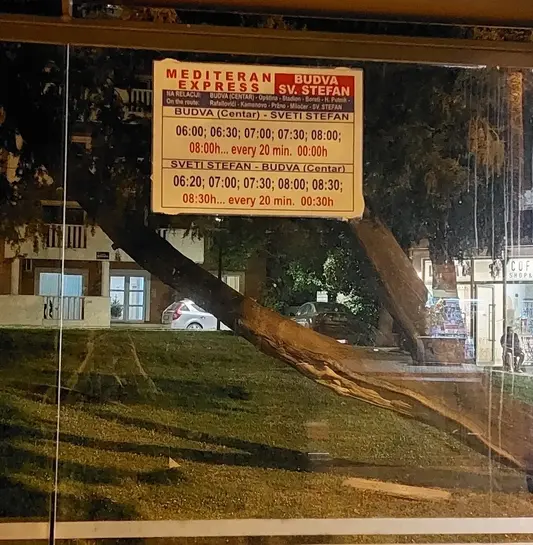 MEDITERAN
EXPRESS
BUDVA
SV. STEFAN
NA RELACIJI: BUDVA (CENTAR) - Opština - Stadion - Boreti - H. Putnik -
On the route: Rafailovići - Kamenovo - Pržno - Miločer - SV. STEFAN
BUDVA (Centar) - SVETI STEFAN
06:00; 06:30; 07:00; 07:30; 08:00;
08:00h... every 20 min. 00:00h
SVETI STEFAN - BUDVA (Centar)
06:20; 07:00; 07:30; 08:00; 08:30;
08:30h... every 20 min. 00:30h
SHOP